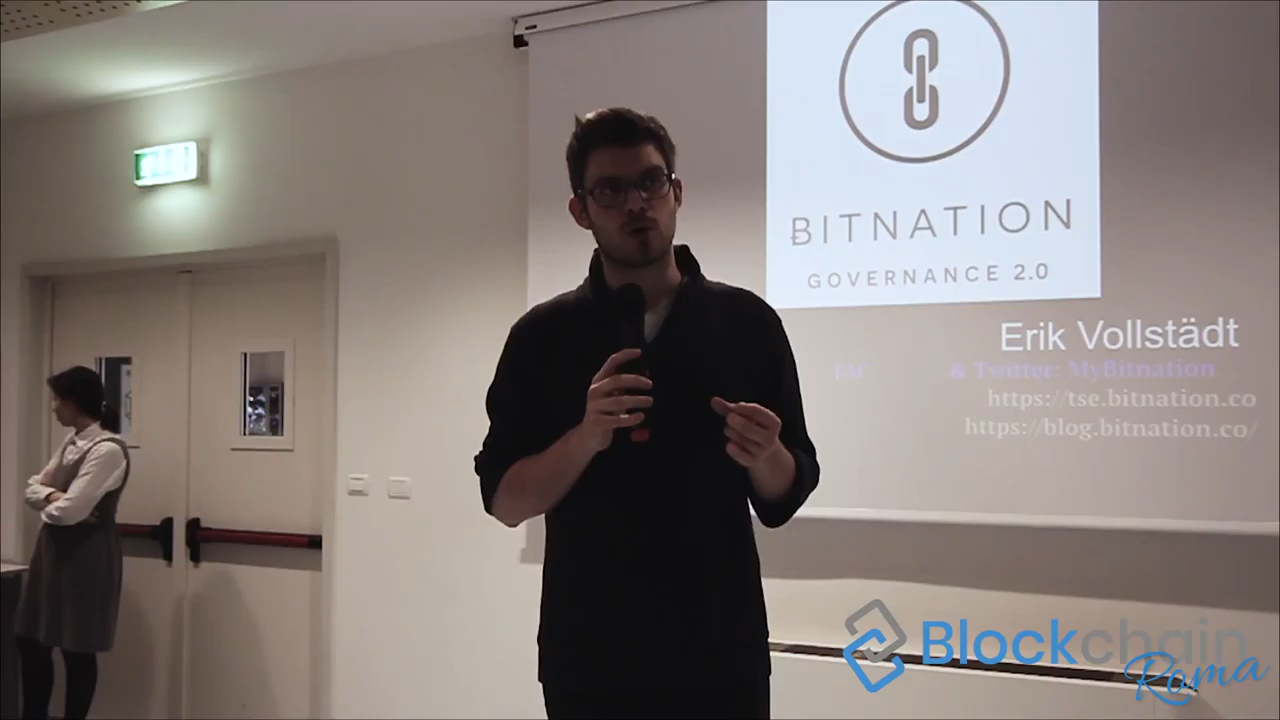 BITNATION
GOVERNANCE 2.0
Erik Vollstädt
& Twitter: MyBitnation
https://tse.bitnation.co
https://blog.bitnation.co/
Blockchain
Roma